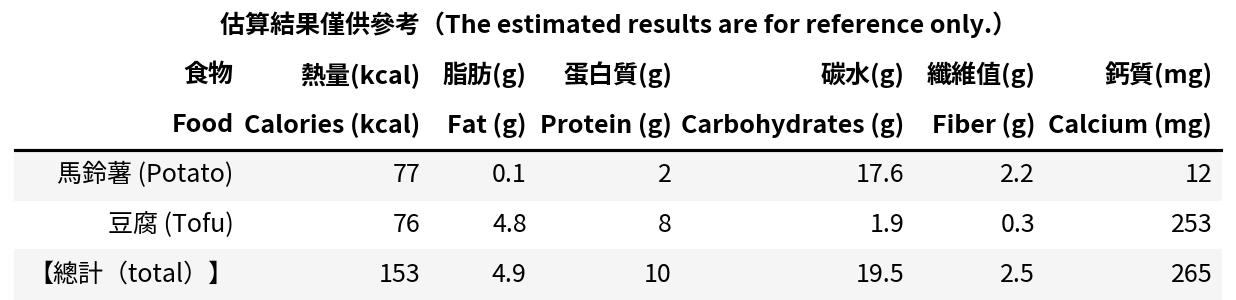 估算結果僅供參考（The estimated results are for reference only.）
食物 熱量(kcal) 脂肪(g) 蛋白質(g) 碳水(g) 纖維值(g) 鈣質(mg)
Food Calories (kcal) Fat (g) Protein (g) Carbohydrates (g) Fiber (g) Calcium (mg)
馬鈴薯 (Potato) 77 0.1 2 17.6 2.2 12
豆腐 (Tofu) 76 4.8 8 1.9 0.3 253
【總計（total）】 153 4.9 10 19.5 2.5 265